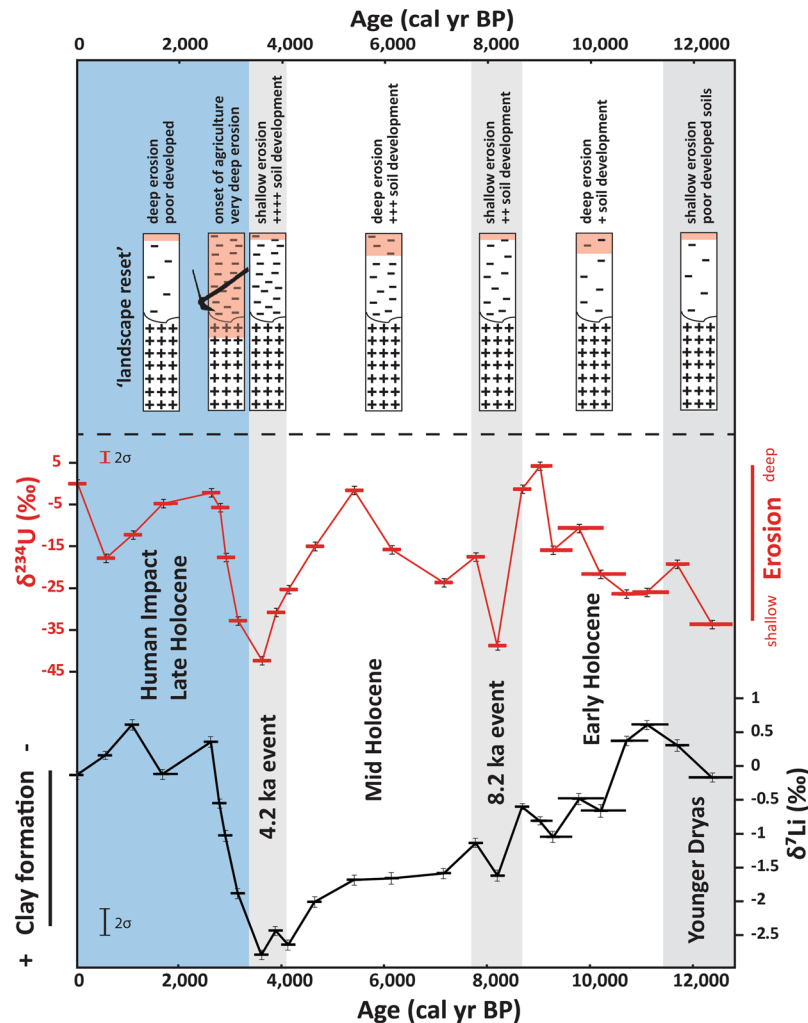 Age (cal yr BP)
0 2,000 4,000 6,000 8,000 10,000 12,000
deep erosion
poor developed
onset of agriculture
very deep erosion
shallow erosion
++++ soil development
deep erosion
+++ soil development
shallow erosion
++ soil development
deep erosion
+ soil development
shallow erosion
poor developed soils
'landscape reset'
2σ
5
-5
-15
-25
-35
-45
δ²³⁴U (‰)
deep
Erosion
shallow
Human Impact
Late Holocene
4.2 ka event
Mid Holocene
8.2 ka event
Early Holocene
Younger Dryas
+ Clay formation -
2σ
1
0.5
0
-0.5
-1
-1.5
-2
-2.5
δ⁷Li (‰)
0 2,000 4,000 6,000 8,000 10,000 12,000
Age (cal yr BP)